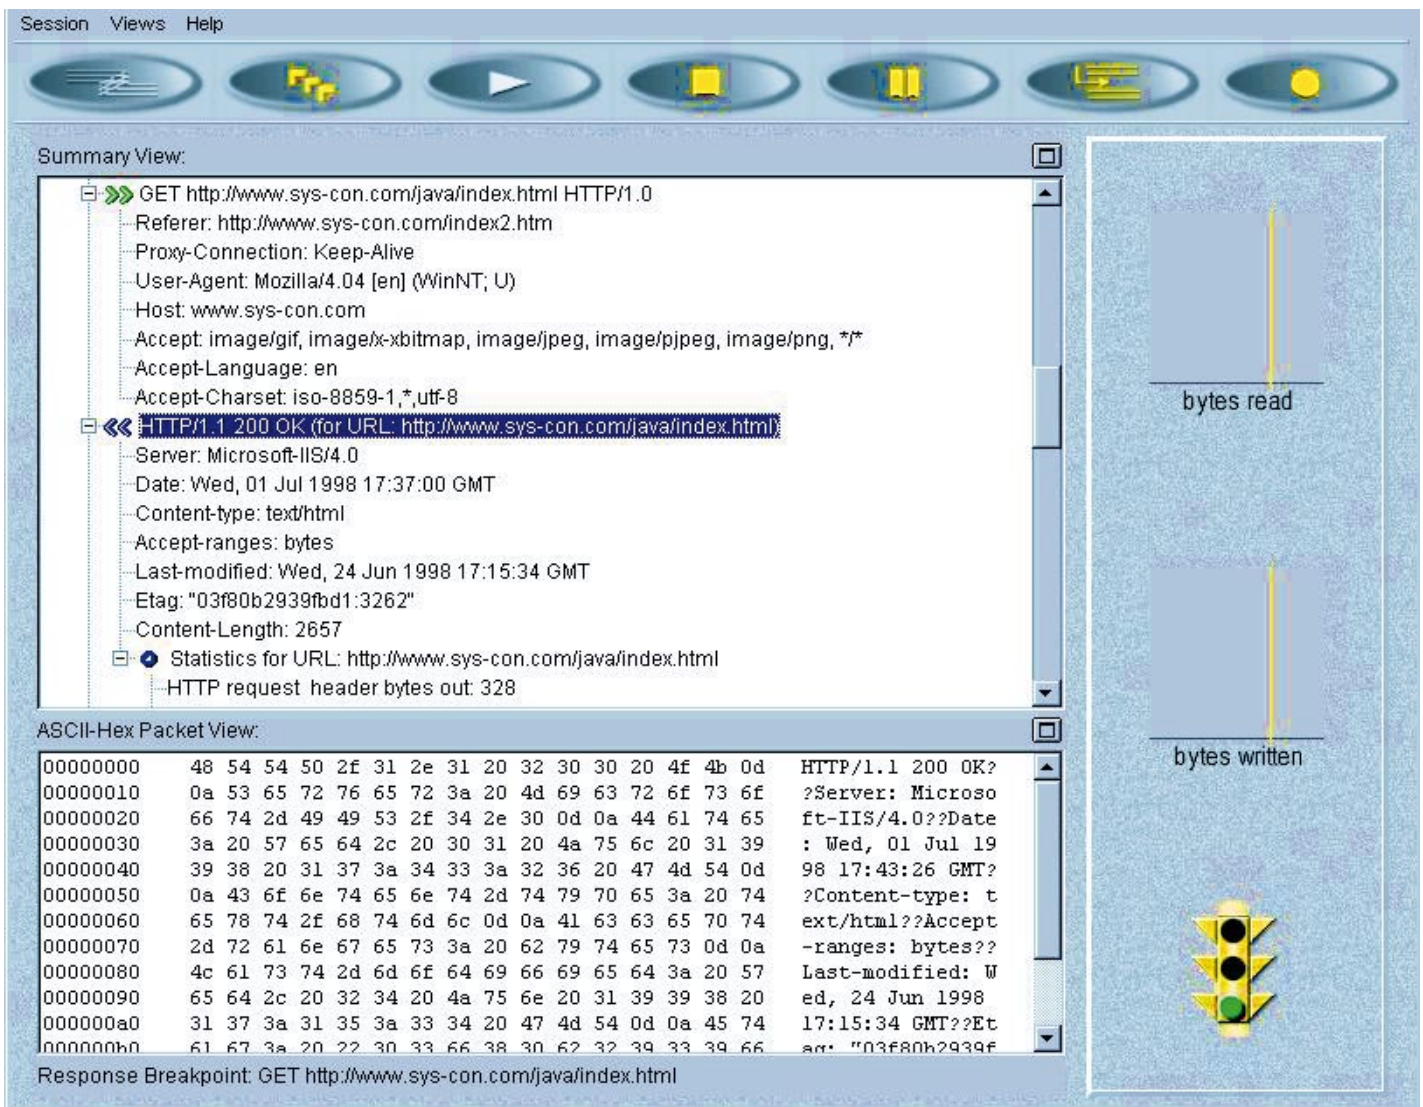 Session Views Help
Summary View:
GET http://www.sys-con.com/java/index.html HTTP/1.0
Referer: http://www.sys-con.com/index2.htm
Proxy-Connection: Keep-Alive
User-Agent: Mozilla/4.04 [en] (WinNT; U)
Host: www.sys-con.com
Accept: image/gif, image/x-xbitmap, image/jpeg, image/pjpeg, image/png, */*
Accept-Language: en
Accept-Charset: iso-8859-1,*,utf-8
HTTP/1.1 200 OK (for URL: http://www.sys-con.com/java/index.html)
Server: Microsoft-IIS/4.0
Date: Wed, 01 Jul 1998 17:37:00 GMT
Content-type: text/html
Accept-ranges: bytes
Last-modified: Wed, 24 Jun 1998 17:15:34 GMT
Etag: "03f80b2939fbd1:3262"
Content-Length: 2657
Statistics for URL: http://www.sys-con.com/java/index.html
HTTP request header bytes out: 328
ASCII-Hex Packet View:
00000000 48 54 54 50 2f 31 2e 31 20 32 30 30 20 4f 4b 0d HTTP/1.1 200 OK?
00000010 0a 53 65 72 76 65 72 3a 20 4d 69 63 72 6f 73 6f ?Server: Microso
00000020 66 74 2d 49 49 53 2f 34 2e 30 0d 0a 44 61 74 65 ft-IIS/4.0??Date
00000030 3a 20 57 65 64 2c 20 30 31 20 4a 75 6c 20 31 39 : Wed, 01 Jul 19
00000040 39 38 20 31 37 3a 34 33 3a 32 36 20 47 4d 54 0d 98 17:43:26 GMT?
00000050 0a 43 6f 6e 74 65 6e 74 2d 74 79 70 65 3a 20 74 ?Content-type: t
00000060 65 78 74 2f 68 74 6d 6c 0d 0a 41 63 63 65 70 74 ext/html??Accept
00000070 2d 72 61 6e 67 65 73 3a 20 62 79 74 65 73 0d 0a -ranges: bytes??
00000080 4c 61 73 74 2d 6d 6f 64 69 66 69 65 64 3a 20 57 Last-modified: W
00000090 65 64 2c 20 32 34 20 4a 75 6e 20 31 39 39 38 20 ed, 24 Jun 1998
000000a0 31 37 3a 31 35 3a 33 34 20 47 4d 54 0d 0a 45 74 17:15:34 GMT??Et
000000b0 61 67 3a 20 22 30 33 66 38 30 62 32 39 33 39 66 ag: "03f80b2939f
Response Breakpoint: GET http://www.sys-con.com/java/index.html
bytes read
bytes written